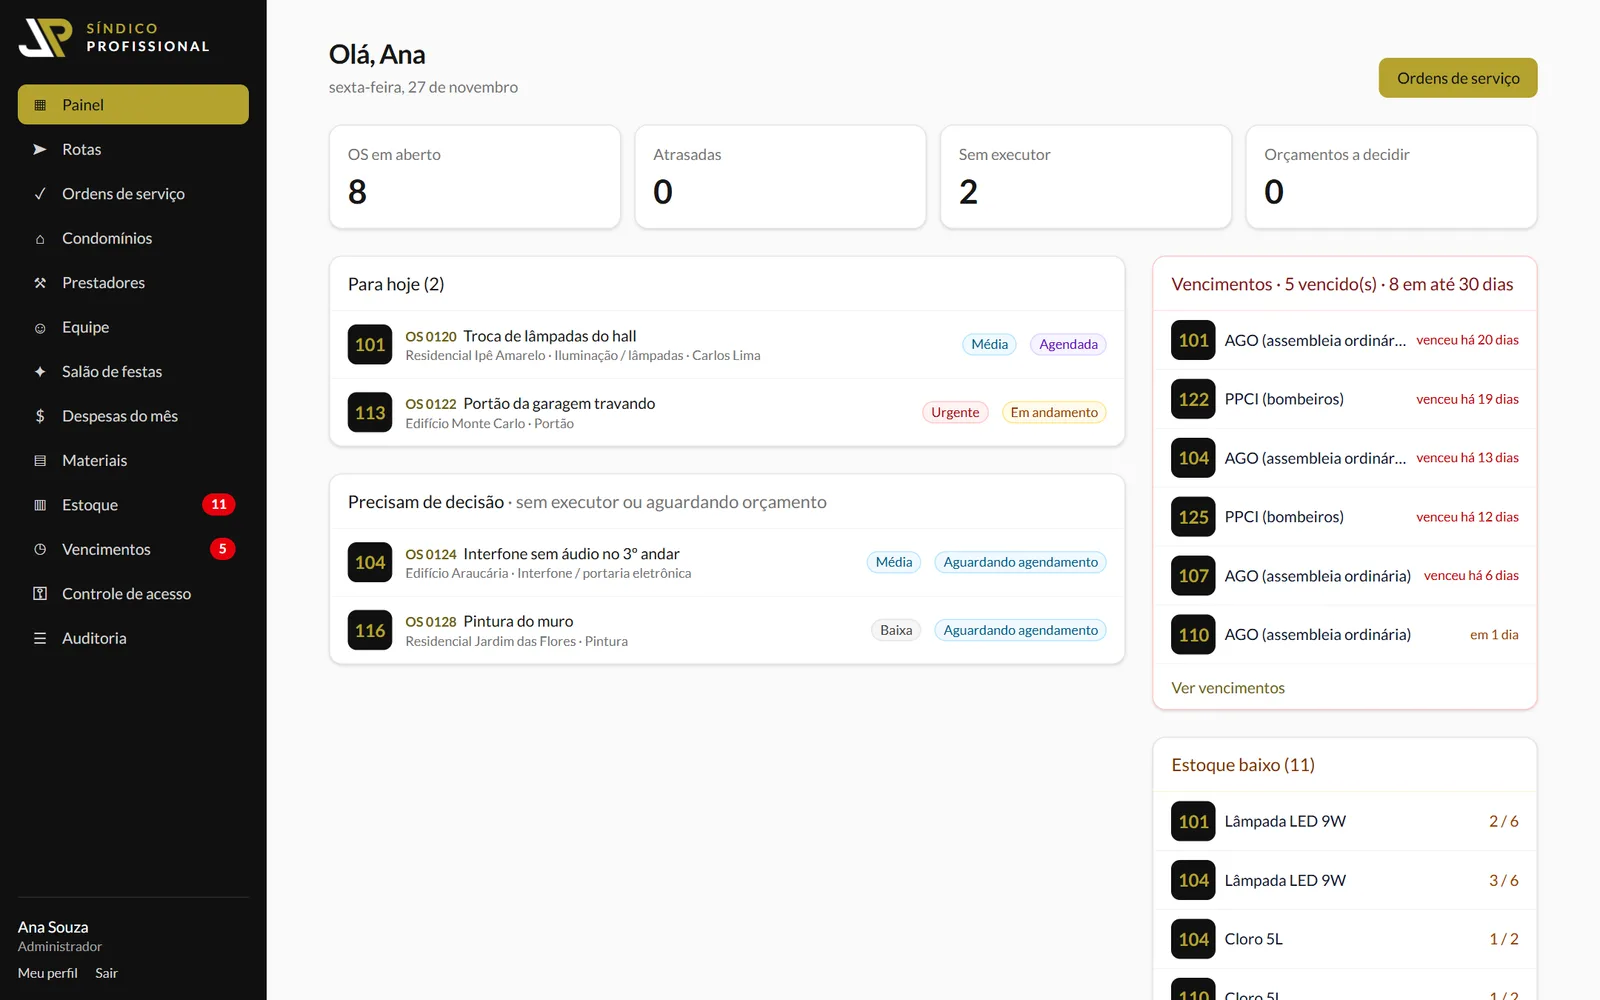 SÍNDICO
PROFISSIONAL
Painel
Rotas
Ordens de serviço
Condomínios
Prestadores
Equipe
Salão de festas
Despesas do mês
Materiais
Estoque 11
Vencimentos 5
Controle de acesso
Auditoria
Ana Souza
Administrador
Meu perfil Sair
Olá, Ana
sexta-feira, 27 de novembro
Ordens de serviço
OS em aberto
8
Atrasadas
0
Sem executor
2
Orçamentos a decidir
0
Para hoje (2)
101 OS 0120 Troca de lâmpadas do hall Média Agendada
Residencial Ipê Amarelo · Iluminação / lâmpadas · Carlos Lima
113 OS 0122 Portão da garagem travando Urgente Em andamento
Edifício Monte Carlo · Portão
Precisam de decisão · sem executor ou aguardando orçamento
104 OS 0124 Interfone sem áudio no 3º andar Média Aguardando agendamento
Edifício Araucária · Interfone / portaria eletrônica
116 OS 0128 Pintura do muro Baixa Aguardando agendamento
Residencial Jardim das Flores · Pintura
Vencimentos · 5 vencido(s) · 8 em até 30 dias
101 AGO (assembleia ordinár... venceu há 20 dias
122 PPCI (bombeiros) venceu há 19 dias
104 AGO (assembleia ordinár... venceu há 13 dias
125 PPCI (bombeiros) venceu há 12 dias
107 AGO (assembleia ordinária) venceu há 6 dias
110 AGO (assembleia ordinária) em 1 dia
Ver vencimentos
Estoque baixo (11)
101 Lâmpada LED 9W 2 / 6
104 Lâmpada LED 9W 3 / 6
104 Cloro 5L 1 / 2
110 Cloro 5L 1 / 2